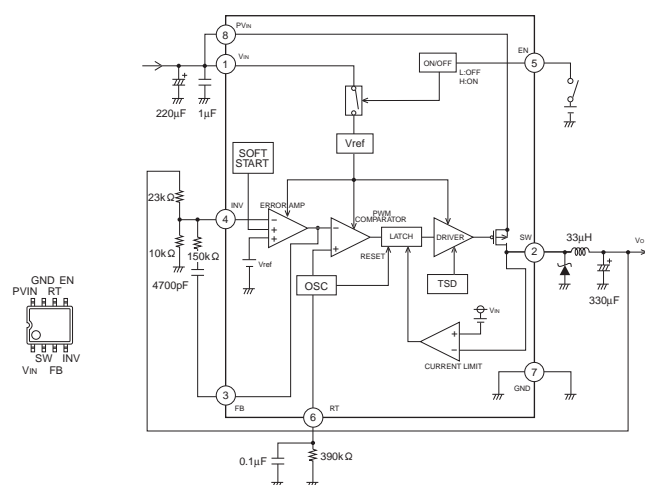 PVIN
8
VIN
1
EN
5
ON/OFF
L:OFF
H:ON
220µF
1µF
Vref
SOFT
START
23kΩ
INV
4
ERROR AMP
PWM
COMPARATOR
LATCH
DRIVER
SW
2
33µH
VO
10kΩ
150kΩ
4700pF
Vref
RESET
OSC
TSD
330µF
VIN
CURRENT LIMIT
7
GND
3
FB
6
RT
0.1µF
390kΩ
GND EN
PVIN RT
SW INV
VIN FB